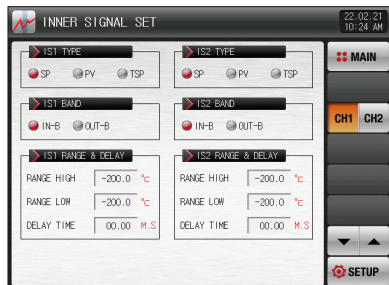 INNER SIGNAL SET
22.02.21
10:24 AM
IS1 TYPE
SP PV TSP
IS2 TYPE
SP PV TSP
IS1 BAND
IN-B OUT-B
IS2 BAND
IN-B OUT-B
IS1 RANGE & DELAY
RANGE HIGH -200.0 ℃
RANGE LOW -200.0 ℃
DELAY TIME 00.00 M.S
IS2 RANGE & DELAY
RANGE HIGH -200.0 ℃
RANGE LOW -200.0 ℃
DELAY TIME 00.00 M.S
MAIN
CH1 CH2
SETUP